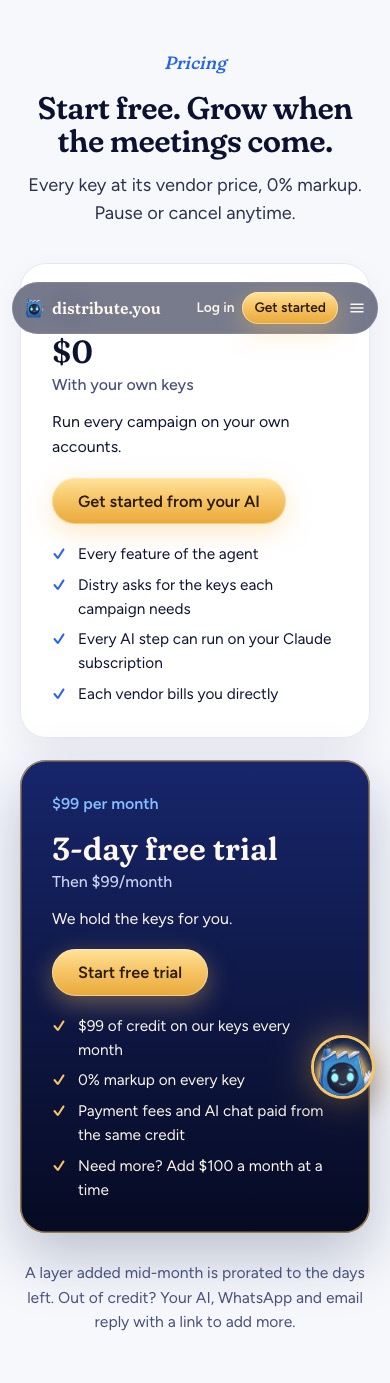 Pricing
Start free. Grow when
the meetings come.
Every key at its vendor price, 0% markup.
Pause or cancel anytime.
distribute.you
Log in
Get started
$0
With your own keys
Run every campaign on your own
accounts.
Get started from your AI
Every feature of the agent
Distry asks for the keys each
campaign needs
Every AI step can run on your Claude
subscription
Each vendor bills you directly
$99 per month
3-day free trial
Then $99/month
We hold the keys for you.
Start free trial
$99 of credit on our keys every
month
0% markup on every key
Payment fees and AI chat paid from
the same credit
Need more? Add $100 a month at a
time
A layer added mid-month is prorated to the days
left. Out of credit? Your AI, WhatsApp and email
reply with a link to add more.